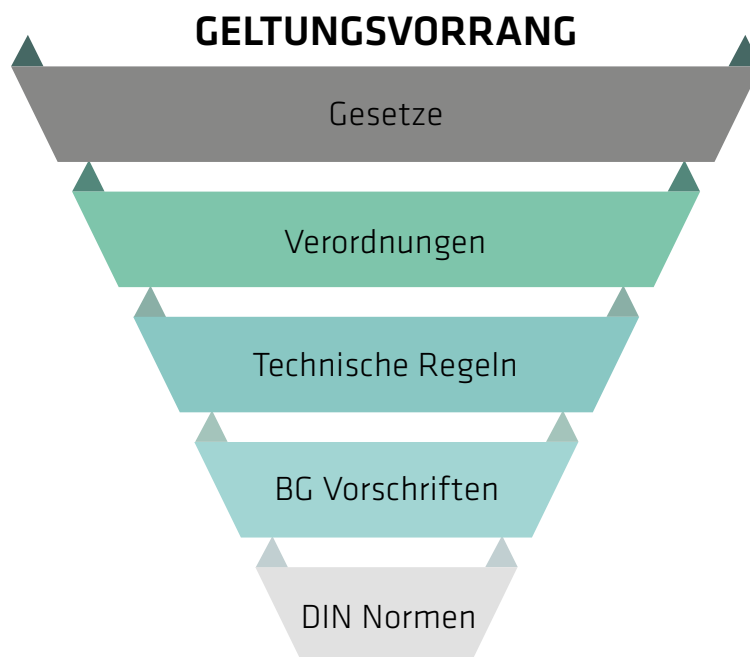 GELTUNGSVORRANG
Gesetze
Verordnungen
Technische Regeln
BG Vorschriften
DIN Normen